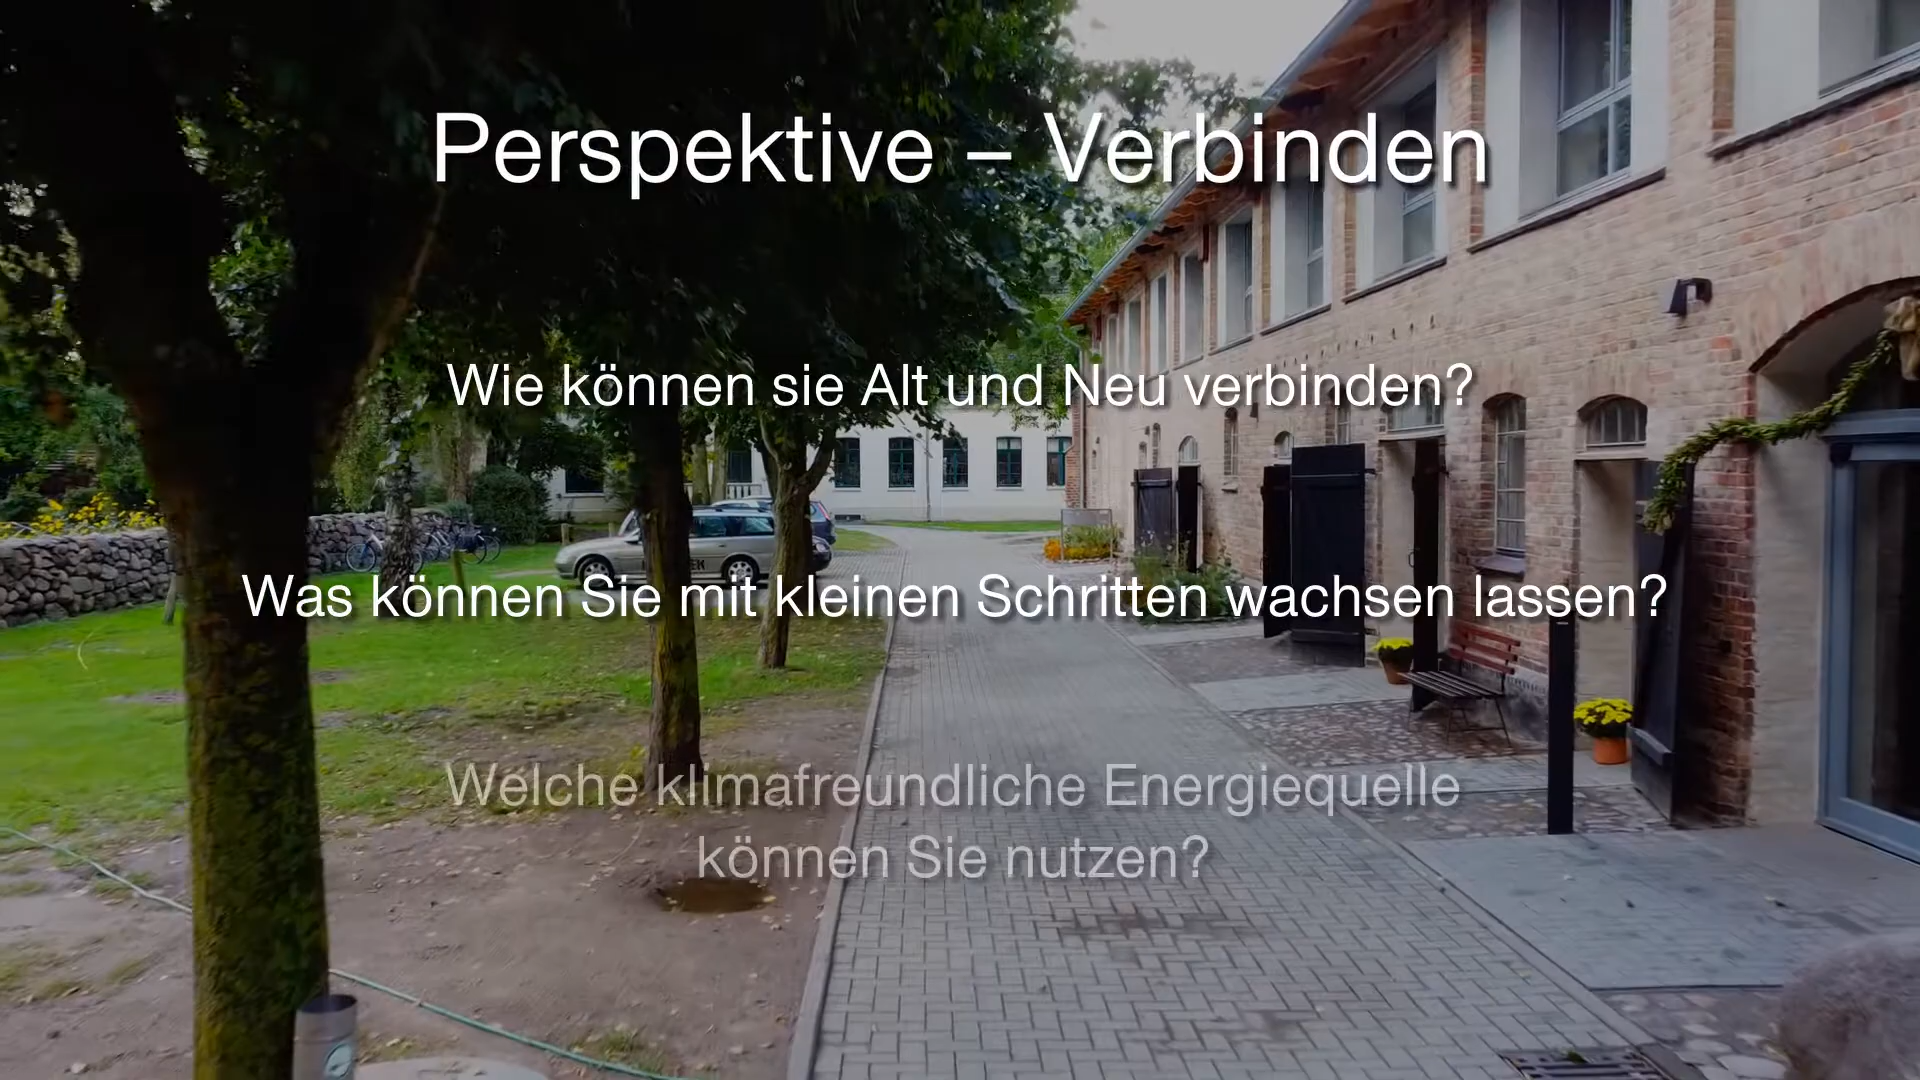 Perspektive – Verbinden
Wie können sie Alt und Neu verbinden?
Was können Sie mit kleinen Schritten wachsen lassen?
Welche klimafreundliche Energiequelle
können Sie nutzen?